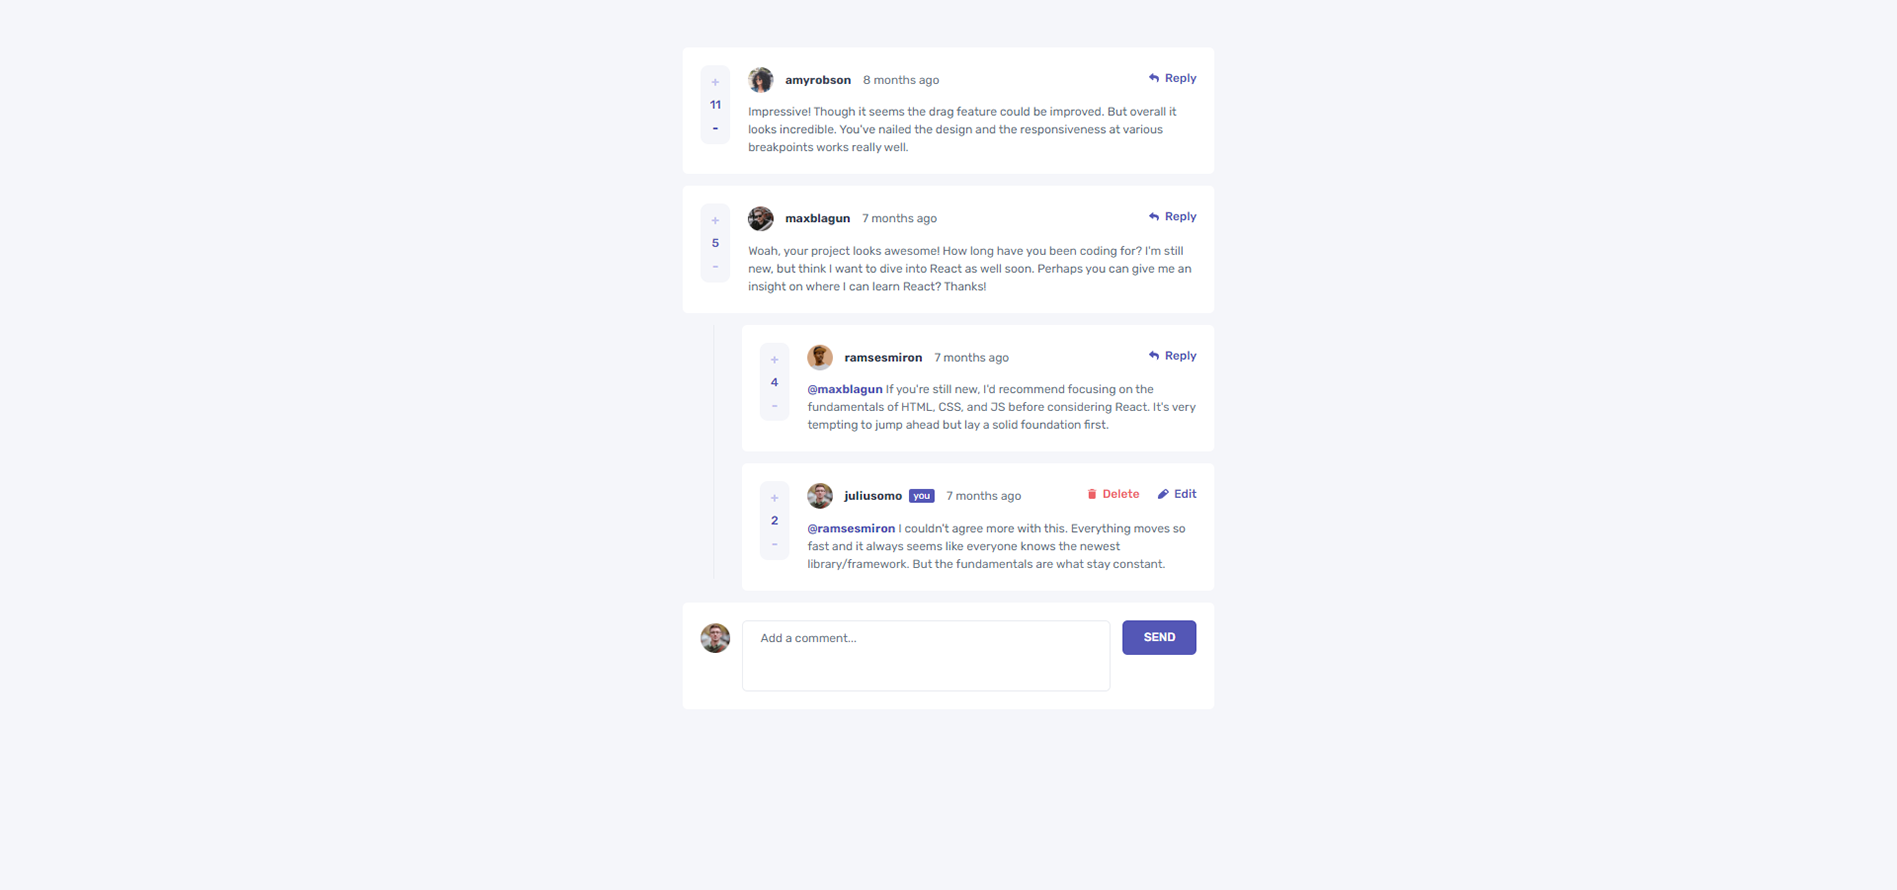 +
11
-
amyrobson 8 months ago
Reply
Impressive! Though it seems the drag feature could be improved. But overall it
looks incredible. You've nailed the design and the responsiveness at various
breakpoints works really well.
+
5
-
maxblagun 7 months ago
Reply
Woah, your project looks awesome! How long have you been coding for? I'm still
new, but think I want to dive into React as well soon. Perhaps you can give me an
insight on where I can learn React? Thanks!
+
4
-
ramsesmiron 7 months ago
Reply
@maxblagun If you're still new, I'd recommend focusing on the
fundamentals of HTML, CSS, and JS before considering React. It's very
tempting to jump ahead but lay a solid foundation first.
+
2
-
juliusomo you 7 months ago
Delete Edit
@ramsesmiron I couldn't agree more with this. Everything moves so
fast and it always seems like everyone knows the newest
library/framework. But the fundamentals are what stay constant.
Add a comment...
SEND